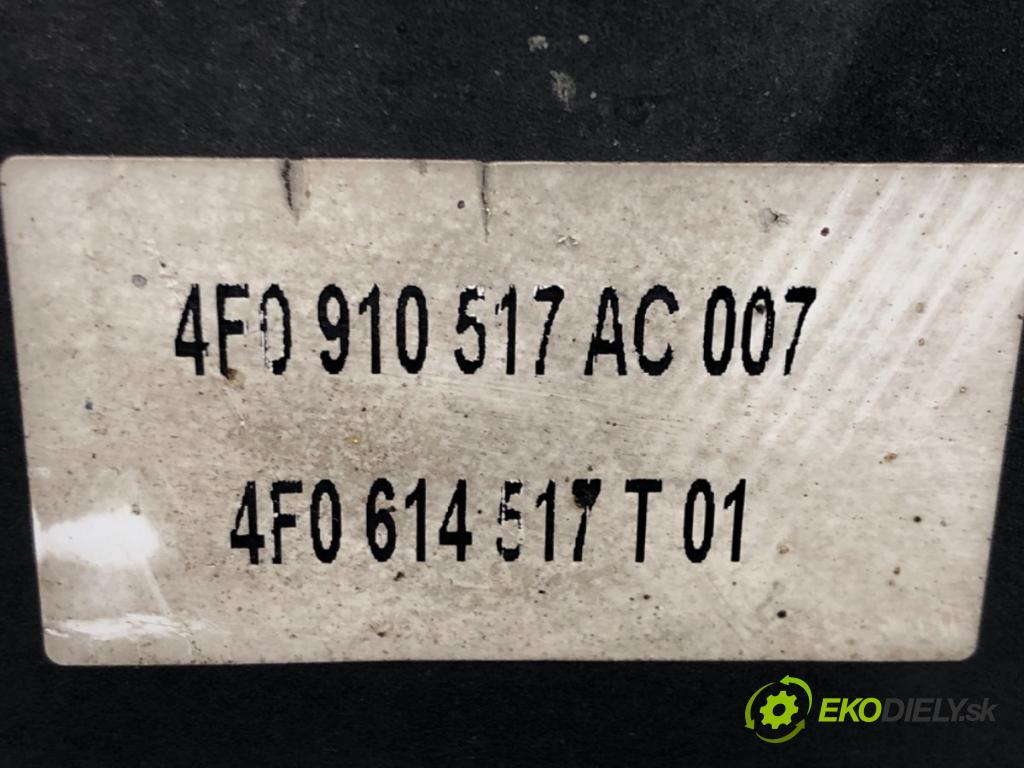 4F0 910 517 AC 007
4F0 614 517 T 01
EKODIELY.sk